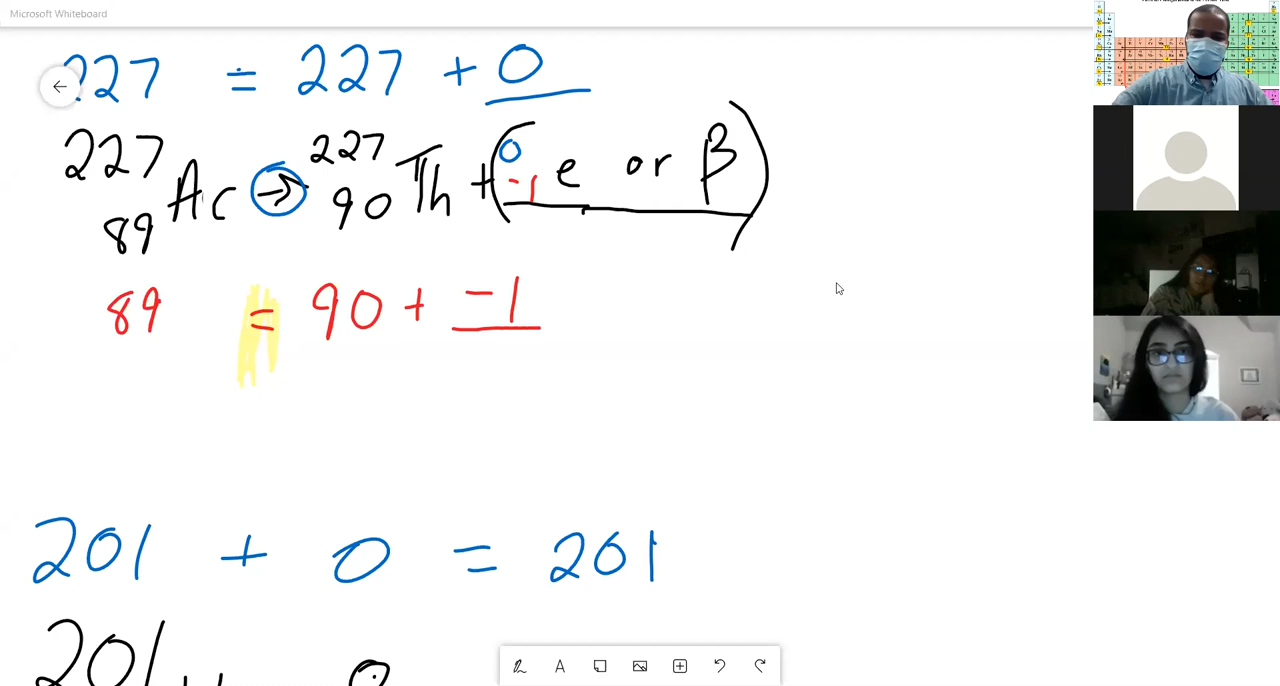 Microsoft Whiteboard
227 = 227 + 0
227 227 0
Ac → Th + ( e or β )
89 90 -1
89 = 90 + -1
201 + 0 = 201
201
A